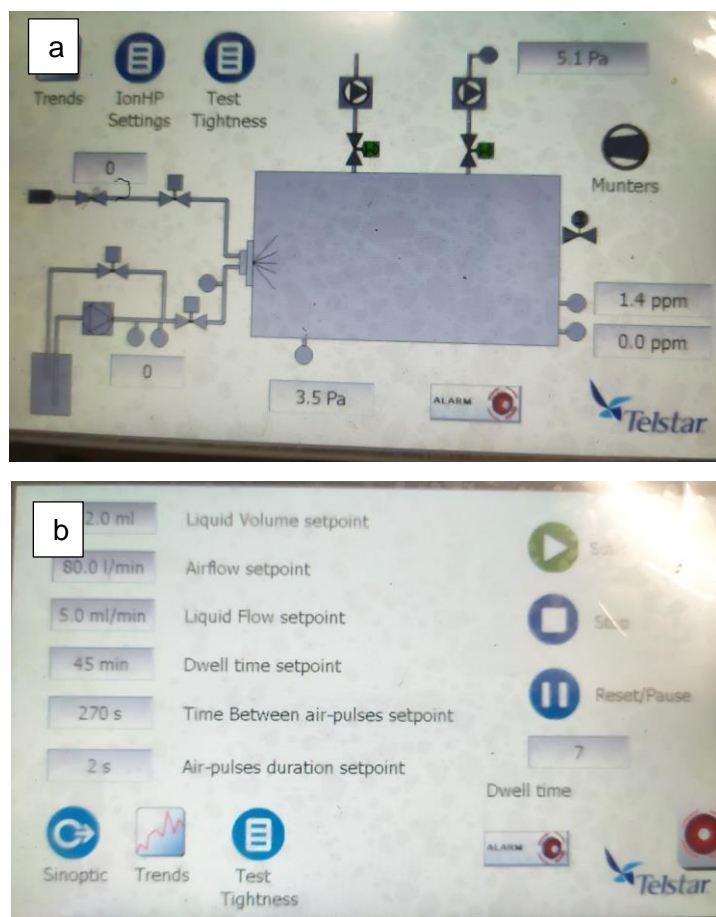 a
5.1 Pa
Trends
IonHP Settings
Test Tightness
0
Munters
1.4 ppm
0.0 ppm
0
3.5 Pa
ALARM
Telstar
b
2.0 ml Liquid Volume setpoint
80.0 l/min Airflow setpoint
5.0 ml/min Liquid Flow setpoint
Stop
45 min Dwell time setpoint
Reset/Pause
270 s Time Between air-pulses setpoint
7
2 s Air-pulses duration setpoint
Dwell time
Sinoptic
Trends
Test Tightness
ALARM
Telstar